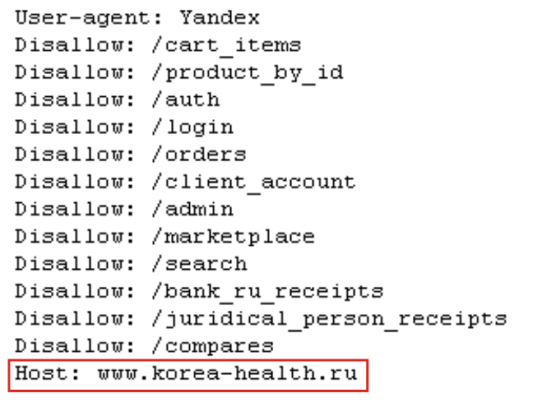 User-agent: Yandex
Disallow: /cart_items
Disallow: /product_by_id
Disallow: /auth
Disallow: /login
Disallow: /orders
Disallow: /client_account
Disallow: /admin
Disallow: /marketplace
Disallow: /search
Disallow: /bank_ru_receipts
Disallow: /juridical_person_receipts
Disallow: /compares
Host: www.korea-health.ru